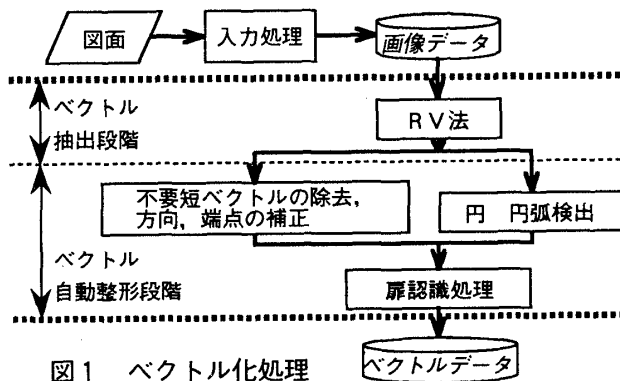 図面
入力処理
画像データ
ベクトル
抽出段階
RV法
不要短ベクトルの除去，
方向，端点の補正
円　円弧検出
ベクトル
自動整形段階
扉認識処理
ベクトルデータ
図1　ベクトル化処理